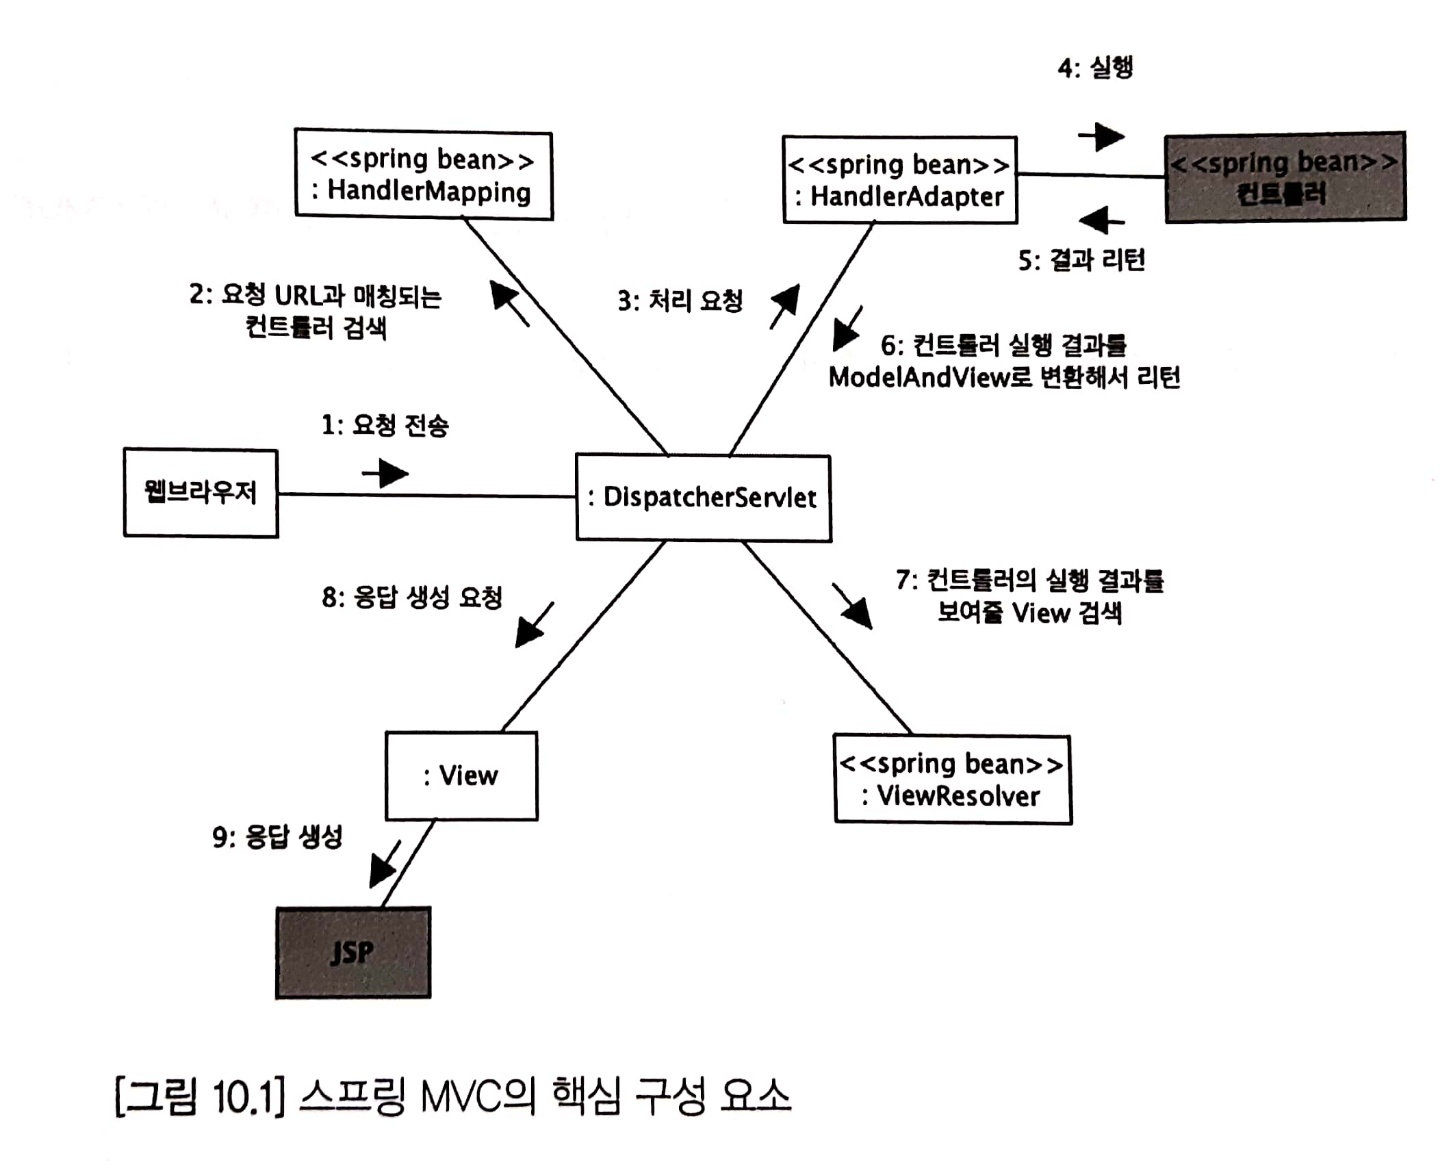 4: 실행
<<spring bean>>
: HandlerMapping
<<spring bean>>
: HandlerAdapter
<<spring bean>>
컨트롤러
5: 결과 리턴
2: 요청 URL과 매칭되는
컨트롤러 검색
3: 처리 요청
6: 컨트롤러 실행 결과를
ModelAndView로 변환해서 리턴
1: 요청 전송
웹브라우저
: DispatcherServlet
8: 응답 생성 요청
7: 컨트롤러의 실행 결과를
보여줄 View 검색
: View
<<spring bean>>
: ViewResolver
9: 응답 생성
JSP
[그림 10.1] 스프링 MVC의 핵심 구성 요소